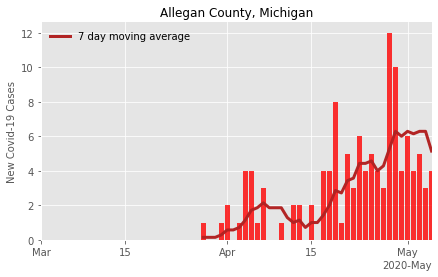 Allegan County, Michigan
7 day moving average
New Covid-19 Cases
12
10
8
6
4
2
0
Mar
15
Apr
15
May
2020-May